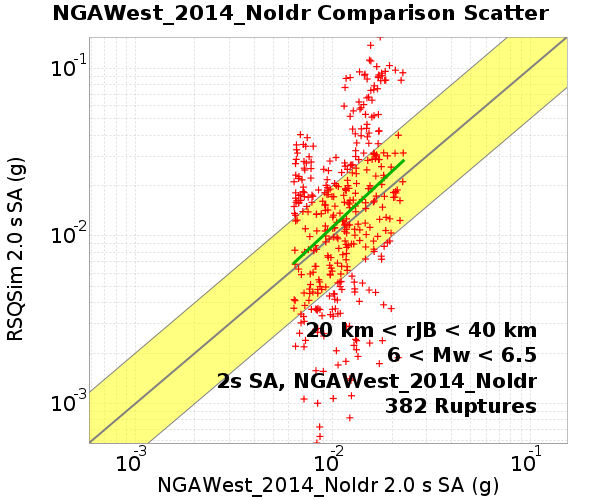 NGAWest_2014_NoIdr Comparison Scatter
10-1
10-2
10-3
RSQSim 2.0 s SA (g)
20 km < rJB < 40 km
6 < Mw < 6.5
2s SA, NGAWest_2014_NoIdr
382 Ruptures
10-3
10-2
10-1
NGAWest_2014_NoIdr 2.0 s SA (g)